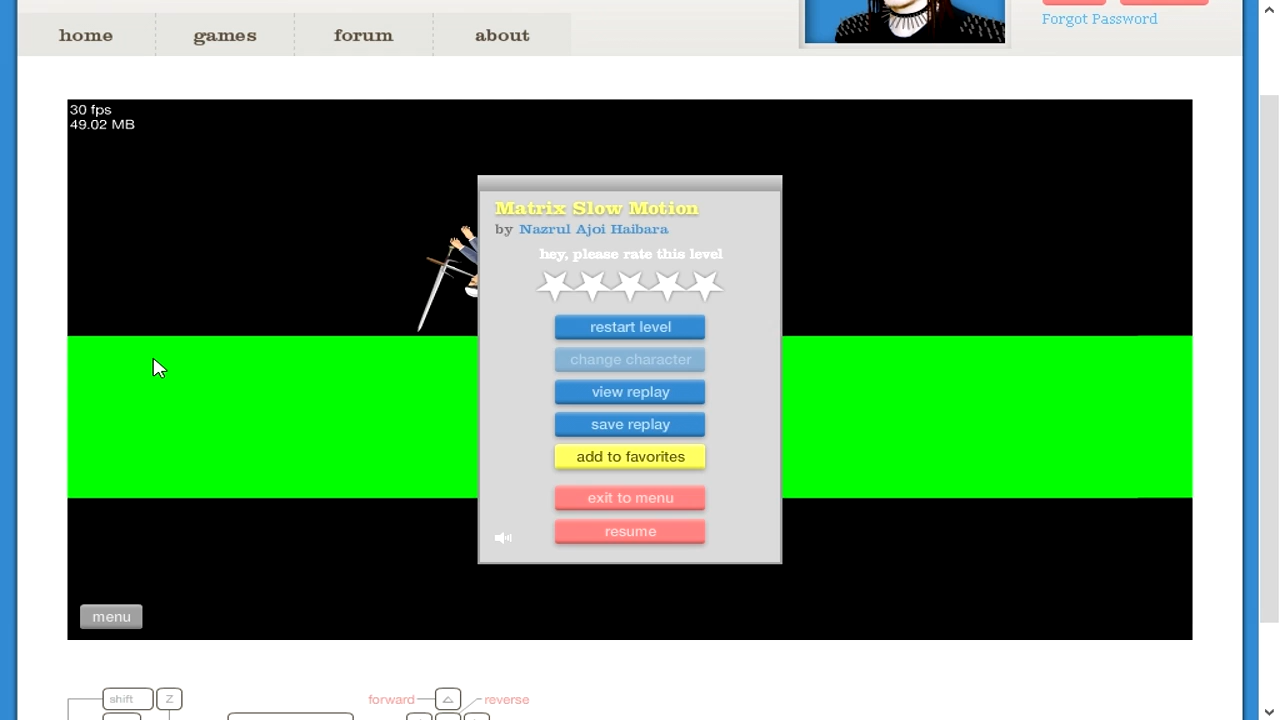 Forgot Password
home games forum about
30 fps
49.02 MB
Matrix Slow Motion
by Nazrul Ajoi Haibara
hey, please rate this level
restart level
change character
view replay
save replay
add to favorites
exit to menu
resume
menu
shift Z
forward reverse